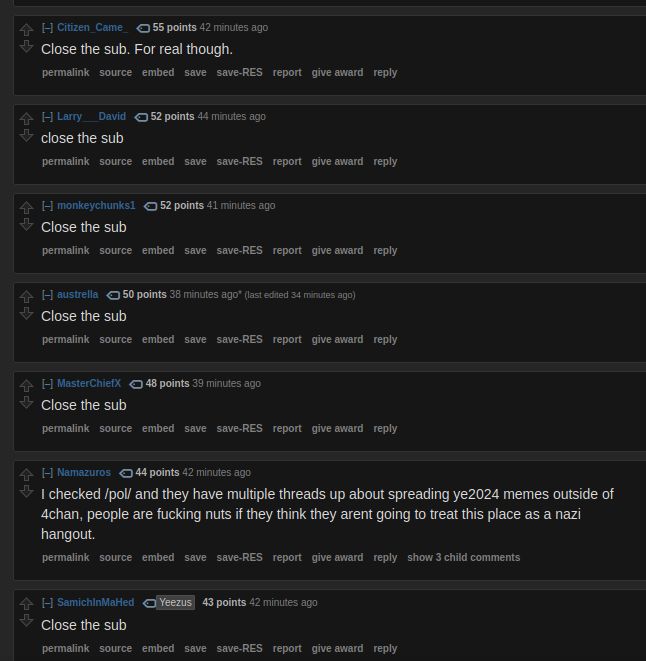 [–] Citizen_Came_ 55 points 42 minutes ago
Close the sub. For real though.
permalink source embed save save-RES report give award reply
[–] Larry___David 52 points 44 minutes ago
close the sub
permalink source embed save save-RES report give award reply
[–] monkeychunks1 52 points 41 minutes ago
Close the sub
permalink source embed save save-RES report give award reply
[–] austrella 50 points 38 minutes ago* (last edited 34 minutes ago)
Close the sub
permalink source embed save save-RES report give award reply
[–] MasterChiefX 48 points 39 minutes ago
Close the sub
permalink source embed save save-RES report give award reply
[–] Namazuros 44 points 42 minutes ago
I checked /pol/ and they have multiple threads up about spreading ye2024 memes outside of
4chan, people are fucking nuts if they think they arent going to treat this place as a nazi
hangout.
permalink source embed save save-RES report give award reply show 3 child comments
[–] SamichInMaHed Yeezus 43 points 42 minutes ago
Close the sub
permalink source embed save save-RES report give award reply